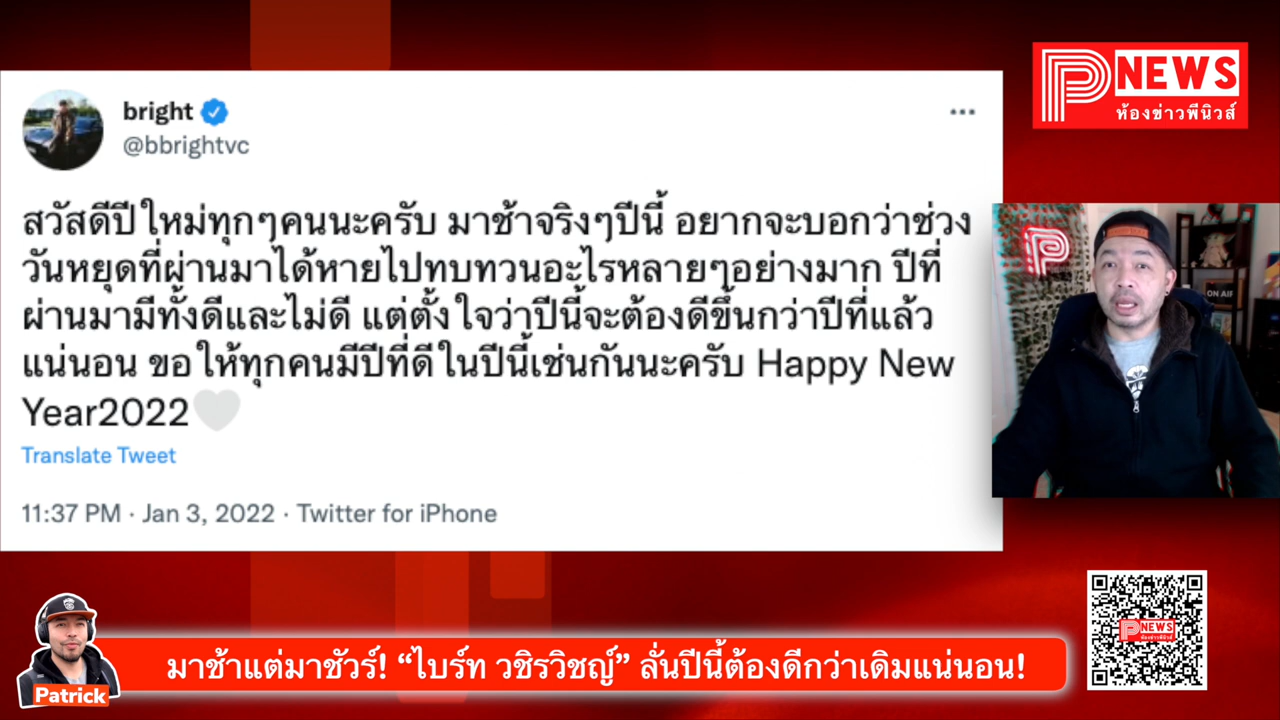 bright
@bbrightvc
สวัสดีปีใหม่ทุกๆคนนะครับ มาช้าจริงๆปีนี้ อยากจะบอกว่าช่วง
วันหยุดที่ผ่านมาได้หายไปทบทวนอะไรหลายๆอย่างมาก ปีที่
ผ่านมามีทั้งดีและไม่ดี แต่ตั้งใจว่าปีนี้จะต้องดีขึ้นกว่าปีที่แล้ว
แน่นอน ขอให้ทุกคนมีปีที่ดีในปีนี้เช่นกันนะครับ Happy New
Year2022🤍
Translate Tweet
11:37 PM · Jan 3, 2022 · Twitter for iPhone
P NEWS
ห้องข่าวพีนิวส์
P
ON AIR
Patrick
มาช้าแต่มาชัวร์! “ไบร์ท วชิรวิชญ์” ลั่นปีนี้ต้องดีกว่าเดิมแน่นอน!
P NEWS
ห้องข่าวพีนิวส์